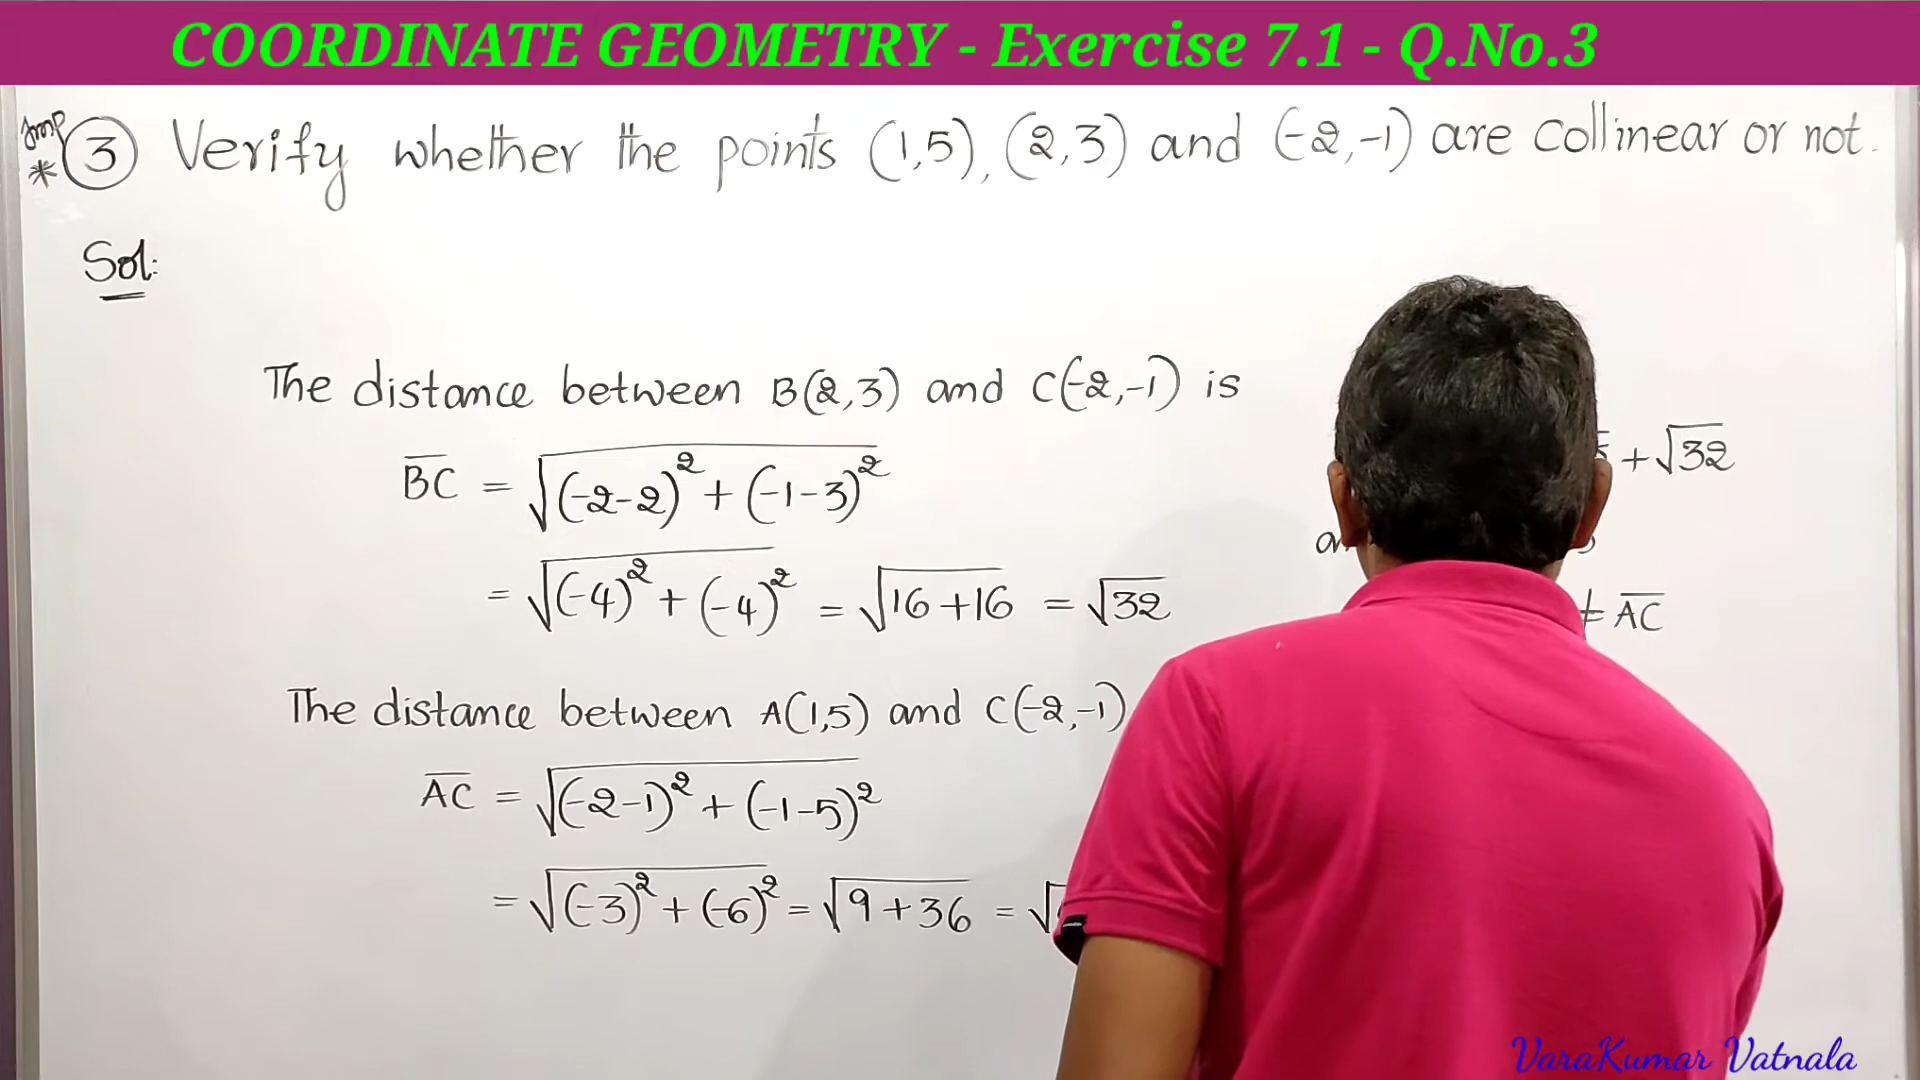 COORDINATE GEOMETRY - Exercise 7.1 - Q.No.3
Imp
* 3 Verify whether the points (1,5), (2,3) and (-2,-1) are collinear or not.
Sol:
The distance between B(2,3) and C(-2,-1) is
BC = √(-2-2)² + (-1-3)²
= √(-4)² + (-4)² = √16+16 = √32
+√32
≠ AC
The distance between A(1,5) and C(-2,-1)
AC = √(-2-1)² + (-1-5)²
= √(-3)² + (-6)² = √9+36 = √
VaraKumar Vatnala